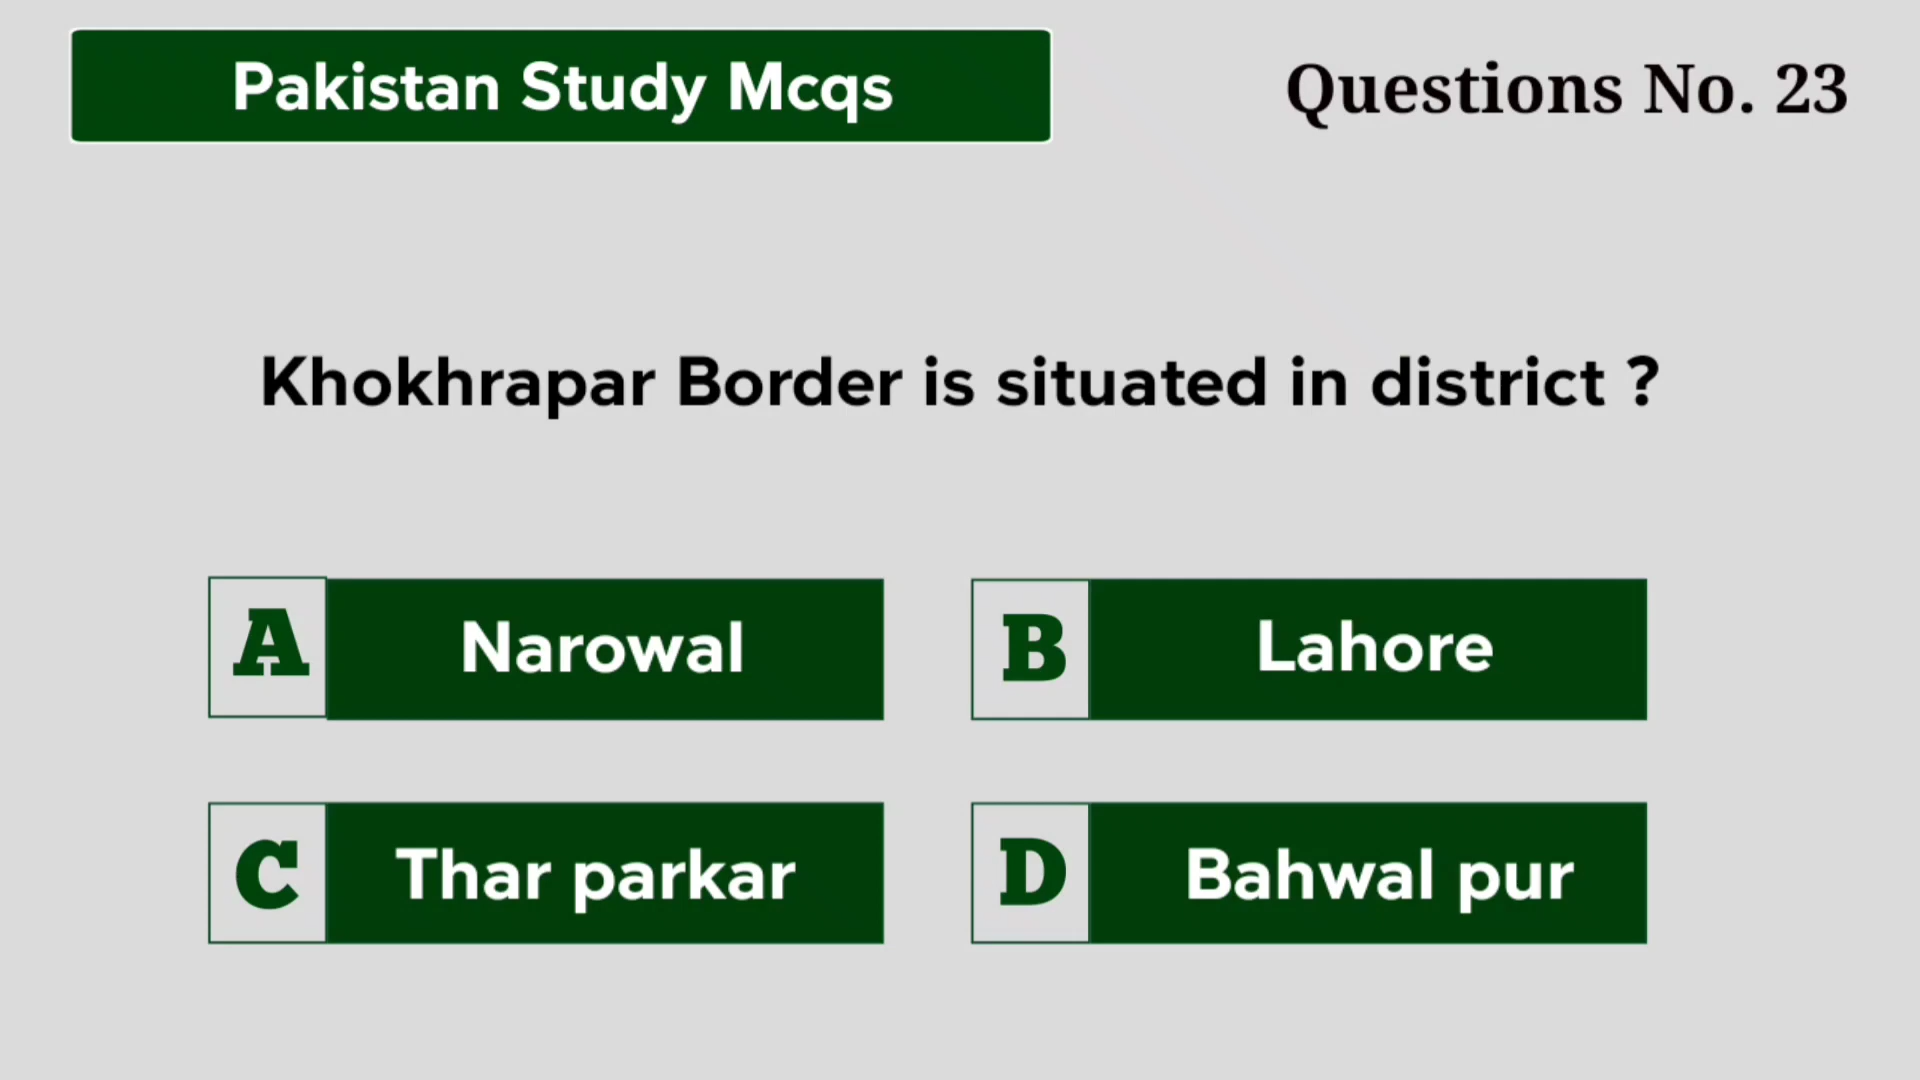 Pakistan Study Mcqs
Questions No. 23
Khokhrapar Border is situated in district ?
A Narowal
B Lahore
C Thar parkar
D Bahwal pur